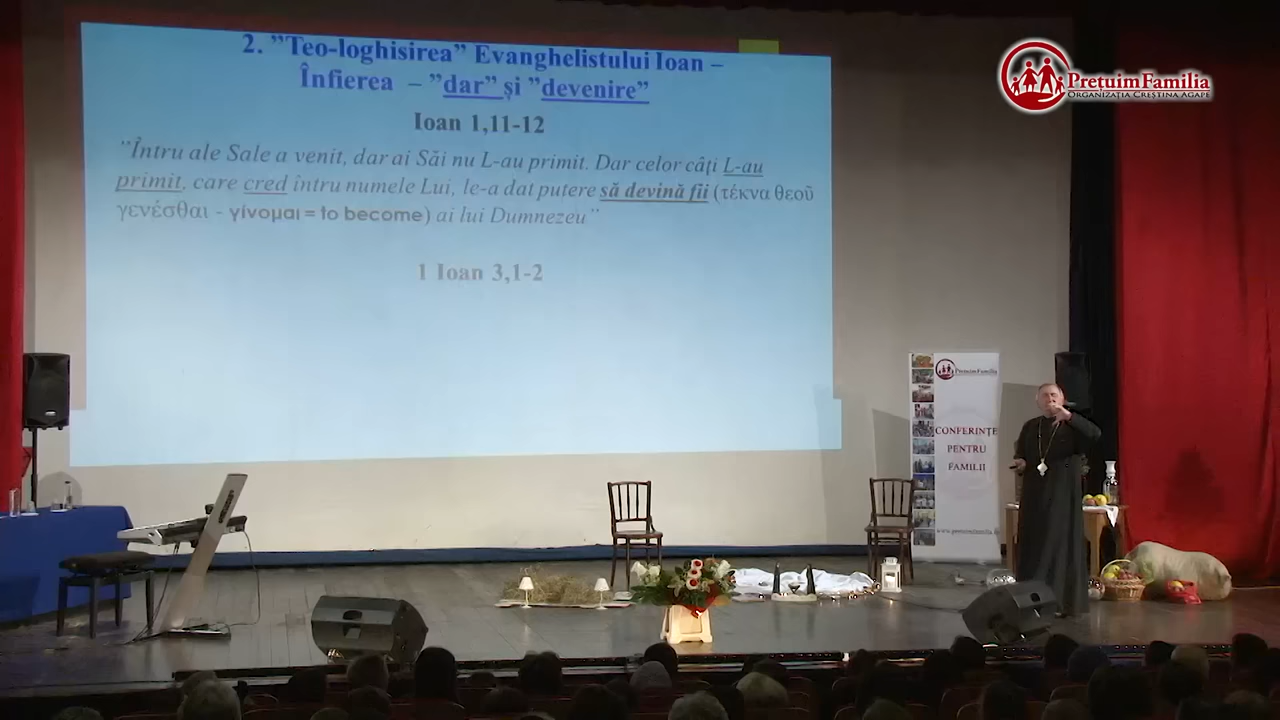 2. ”Teo-loghisirea” Evanghelistului Ioan –
Înfierea – ”dar” și ”devenire”
Ioan 1,11-12
”Întru ale Sale a venit, dar ai Săi nu L-au primit. Dar celor câți L-au
primit, care cred întru numele Lui, le-a dat putere să devină fii (τέκνα θεοῦ
γενέσθαι - γίνομαι = to become) ai lui Dumnezeu”
1 Ioan 3,1-2
PrețuimFamilia
Organizația Creștina Agape
PrețuimFamilia
CONFERINȚE
PENTRU
FAMILII